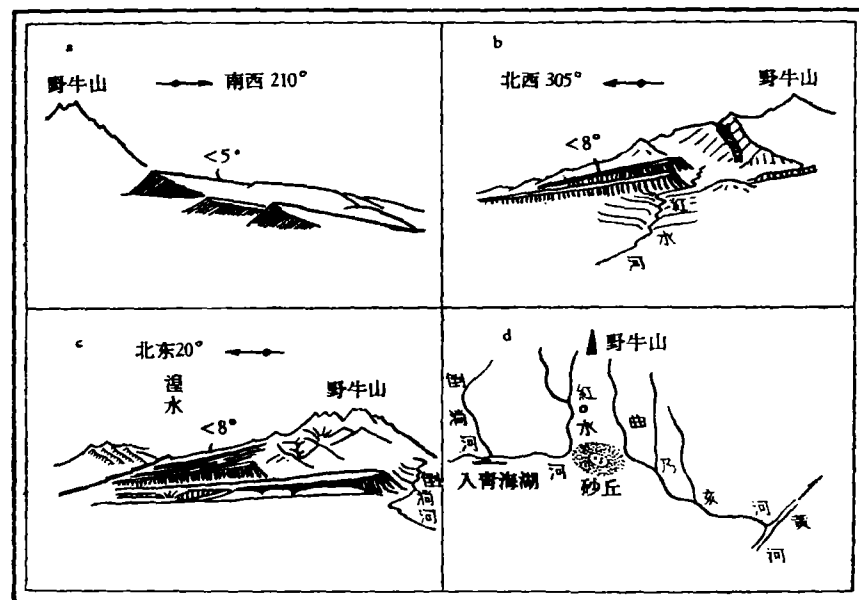 a
野牛山
南西 210°
<5°
b
北西 305°
野牛山
<8°
紅水河
c
北东20°
湟水
野牛山
<8°
倒淌河
d
野牛山
倒淌河
紅水河
入青海湖
砂丘
曲乃亥河
黃河